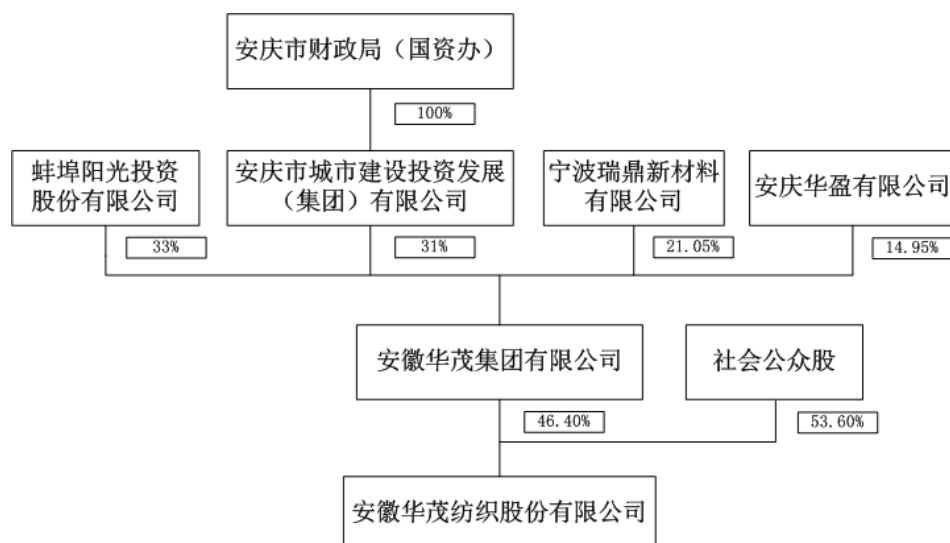 安庆市财政局（国资办）
100%
蚌埠阳光投资
股份有限公司
安庆市城市建设投资发展
（集团）有限公司
宁波瑞鼎新材料
有限公司
安庆华盈有限公司
33%
31%
21.05%
14.95%
安徽华茂集团有限公司
社会公众股
46.40%
53.60%
安徽华茂纺织股份有限公司